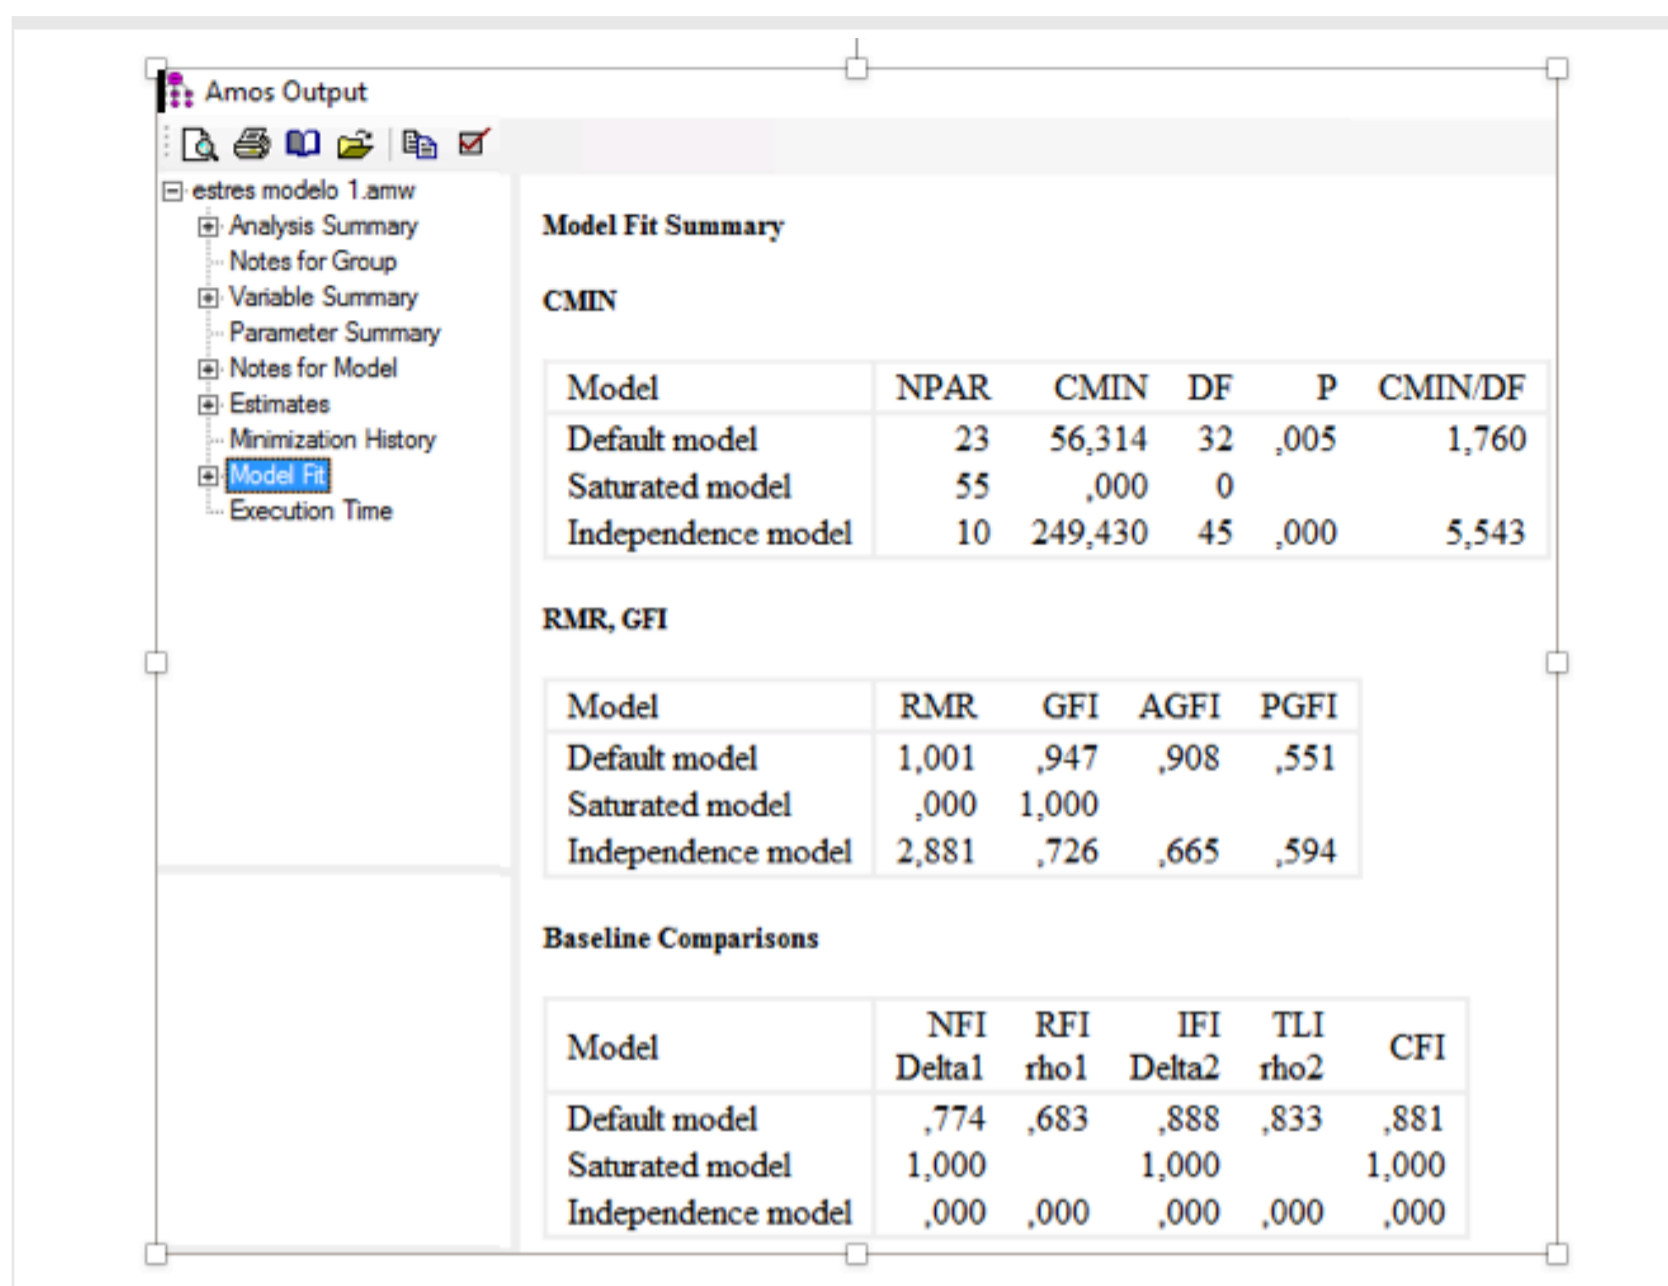 Amos Output
estres modelo 1.amw
Analysis Summary
Notes for Group
Variable Summary
Parameter Summary
Notes for Model
Estimates
Minimization History
Model Fit
Execution Time
Model Fit Summary
CMIN
Model NPAR CMIN DF P CMIN/DF
Default model 23 56,314 32 ,005 1,760
Saturated model 55 ,000 0
Independence model 10 249,430 45 ,000 5,543
RMR, GFI
Model RMR GFI AGFI PGFI
Default model 1,001 ,947 ,908 ,551
Saturated model ,000 1,000
Independence model 2,881 ,726 ,665 ,594
Baseline Comparisons
Model NFI Delta1 RFI rho1 IFI Delta2 TLI rho2 CFI
Default model ,774 ,683 ,888 ,833 ,881
Saturated model 1,000 1,000 1,000
Independence model ,000 ,000 ,000 ,000 ,000